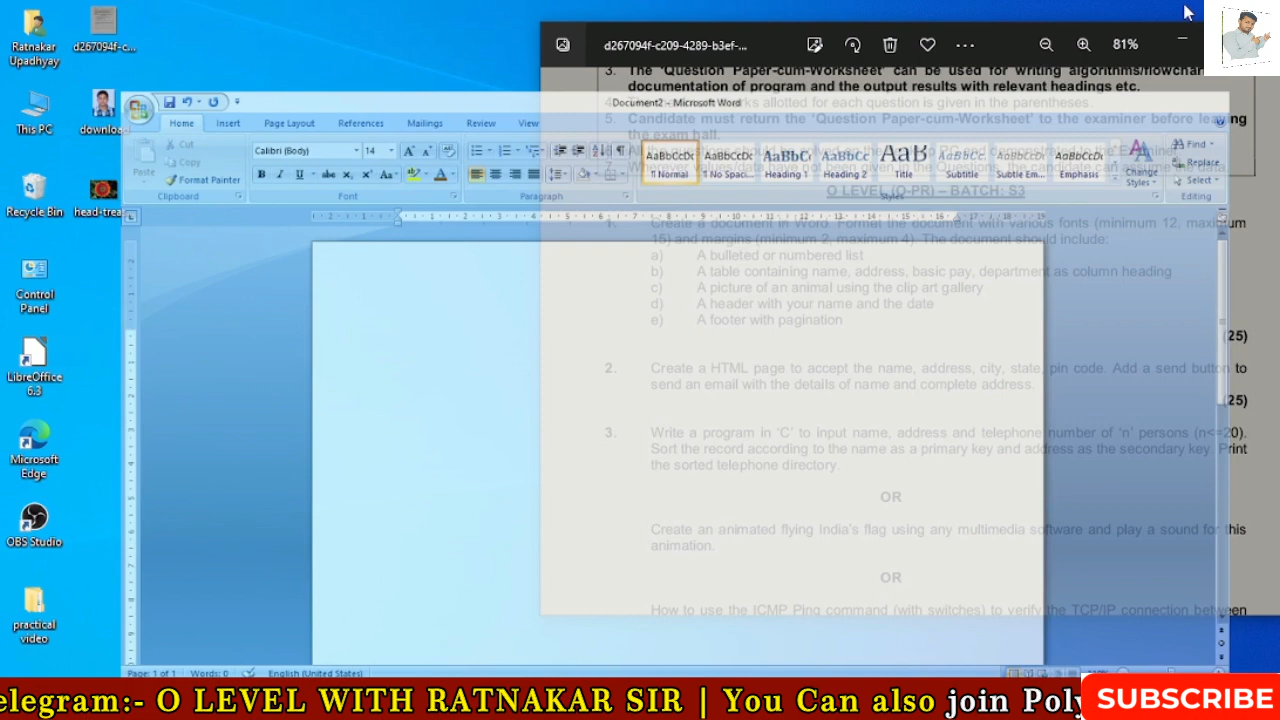 Ratnakar
Upadhyay
d267094f-c...
This PC
download
Recycle Bin
head-trea
Control
Panel
LibreOffice
6.3
Microsoft
Edge
OBS Studio
practical
video
d267094f-c209-4289-b3ef-...
81%
3. The 'Question Paper-cum-Worksheet' can be used for writing algorithms/flowchar
documentation of program and the output results with relevant headings etc.
Document2 - Microsoft Word
allotted for each question is given in the parentheses.
5. Candidate must return the 'Question Paper-cum-Worksheet' to the examiner before leaving
the exam hall.
Home Insert Page Layout References Mailings Review View
Paste
Cut
Copy
Format Painter
Clipboard
Calibri (Body) 14
Font
Paragraph
AaBbCcDc AaBbCcDc AaBbC AaBbCc AaB AaBbCc AaBbCcDc AaBbCcDc
¶ Normal ¶ No Spac... Heading 1 Heading 2 Title Subtitle Subtle Em... Emphasis
Change
Styles
Styles
Find
Replace
Select
Editing
O LEVEL (O-PR) – BATCH: S3
1. Create a document in Word. Format the document with various fonts (minimum 12, maximum
15) and margins (minimum 2, maximum 4). The document should include:
a) A bulleted or numbered list
b) A table containing name, address, basic pay, department as column heading
c) A picture of an animal using the clip art gallery
d) A header with your name and the date
e) A footer with pagination
(25)
2. Create a HTML page to accept the name, address, city, state, pin code. Add a send button to
send an email with the details of name and complete address.
(25)
3. Write a program in 'C' to input name, address and telephone number of 'n' persons (n<=20).
Sort the record according to the name as a primary key and address as the secondary key. Print
the sorted telephone directory.
OR
Create an animated flying India's flag using any multimedia software and play a sound for this
animation.
OR
How to use the ICMP Ping command (with switches) to verify the TCP/IP connection between
Page: 1 of 1 Words: 0 English (United States)
elegram:- O LEVEL WITH RATNAKAR SIR | You Can also join Poly
SUBSCRIBE